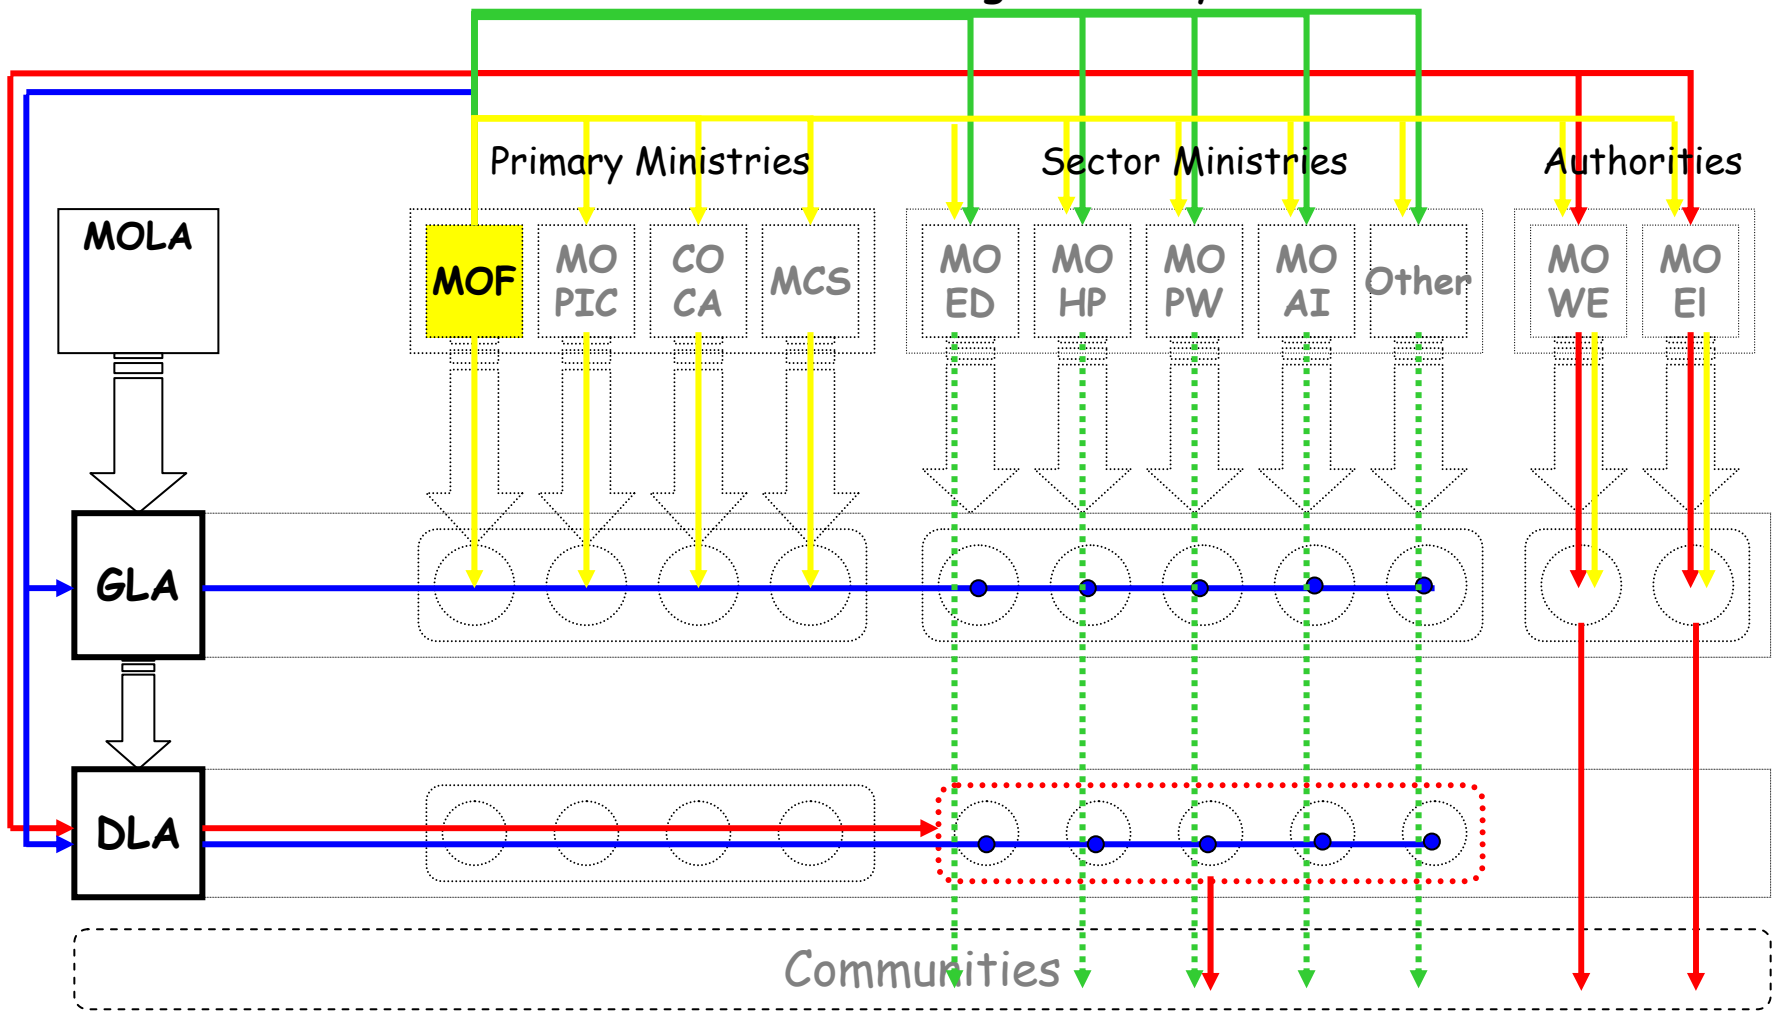 Primary Ministries
Sector Ministries
Authorities
MOLA
MOF
MO
PIC
CO
CA
MCS
MO
ED
MO
HP
MO
PW
MO
AI
Other
MO
WE
MO
El
GLA
DLA
Communities